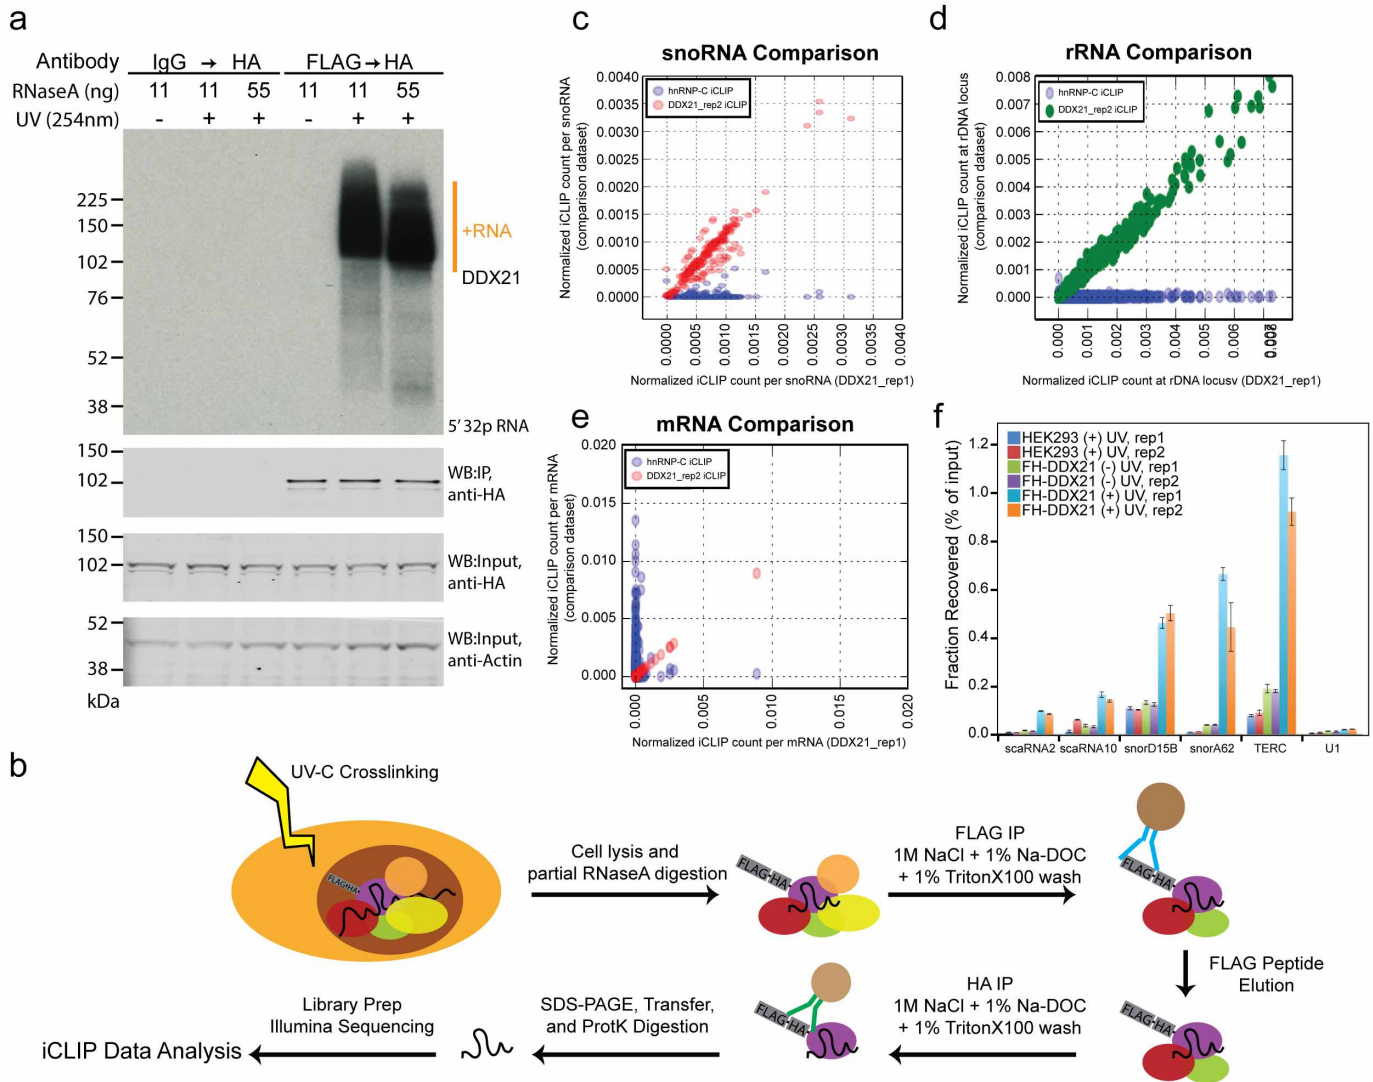 a
Antibody IgG → HA FLAG → HA
RNaseA (ng) 11 11 55 11 11 55
UV (254nm) - + + - + +
225
150
102
76
52
38
+RNA
DDX21
5' 32p RNA
150
102
WB:IP,
anti-HA
150
102
WB:Input,
anti-HA
52
38
WB:Input,
anti-Actin
kDa
c
snoRNA Comparison
Normalized iCLIP count per snoRNA
(comparison dataset)
0.0040
0.0035
0.0030
0.0025
0.0020
0.0015
0.0010
0.0005
0.0000
hnRNP-C iCLIP
DDX21_rep2 iCLIP
0.0000 0.0005 0.0010 0.0015 0.0020 0.0025 0.0030 0.0035 0.0040
Normalized iCLIP count per snoRNA (DDX21_rep1)
d
rRNA Comparison
Normalized iCLIP count at rDNA locus
(comparison dataset)
0.008
0.007
0.006
0.005
0.004
0.003
0.002
0.001
0.000
hnRNP-C iCLIP
DDX21_rep2 iCLIP
0.000 0.001 0.002 0.003 0.004 0.005 0.006
Normalized iCLIP count at rDNA locusv (DDX21_rep1)
e
mRNA Comparison
Normalized iCLIP count per mRNA
(comparison dataset)
0.020
0.015
0.010
0.005
0.000
hnRNP-C iCLIP
DDX21_rep2 iCLIP
0.000 0.005 0.010 0.015 0.020
Normalized iCLIP count per mRNA (DDX21_rep1)
f
Fraction Recovered (% of input)
1.2
1.0
0.8
0.6
0.4
0.2
0.0
HEK293 (+) UV, rep1
HEK293 (+) UV, rep2
FH-DDX21 (-) UV, rep1
FH-DDX21 (-) UV, rep2
FH-DDX21 (+) UV, rep1
FH-DDX21 (+) UV, rep2
scaRNA2 scaRNA10 snorD15B snorA62 TERC U1
b
UV-C Crosslinking
FLAG-HA-
Cell lysis and
partial RNaseA digestion
FLAG-HA-
FLAG IP
1M NaCl + 1% Na-DOC
+ 1% TritonX100 wash
FLAG-HA-
FLAG Peptide
Elution
FLAG-HA-
HA IP
1M NaCl + 1% Na-DOC
+ 1% TritonX100 wash
FLAG-HA-
SDS-PAGE, Transfer,
and ProtK Digestion
Library Prep
Illumina Sequencing
iCLIP Data Analysis